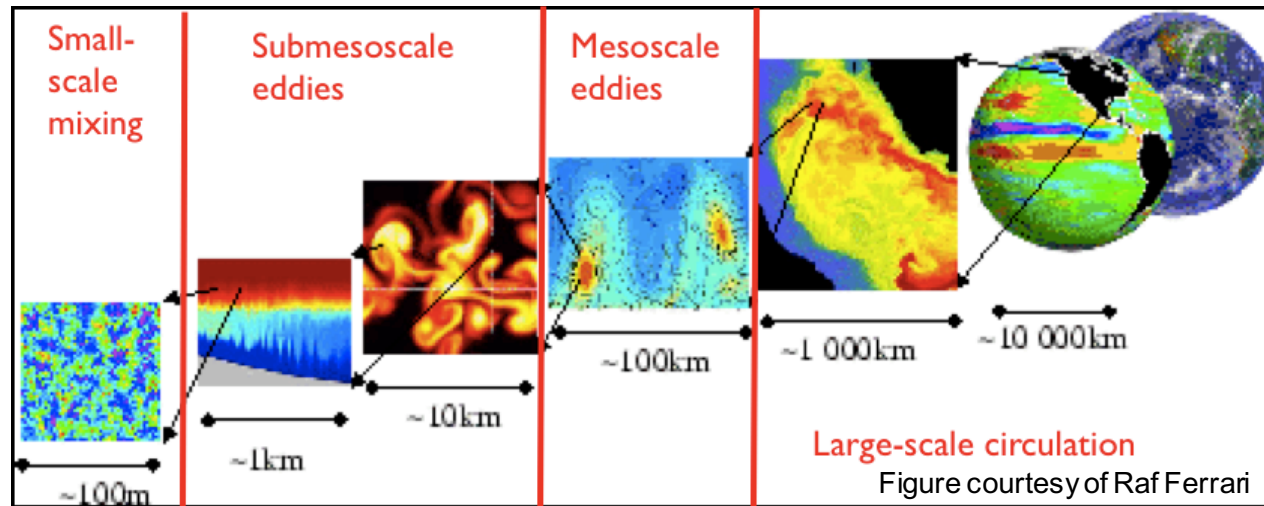 Small-
scale
mixing
Submesoscale
eddies
Mesoscale
eddies
~100m
~1km
~10km
~100km
~1 000km
~10 000km
Large-scale circulation
Figure courtesy of Raf Ferrari